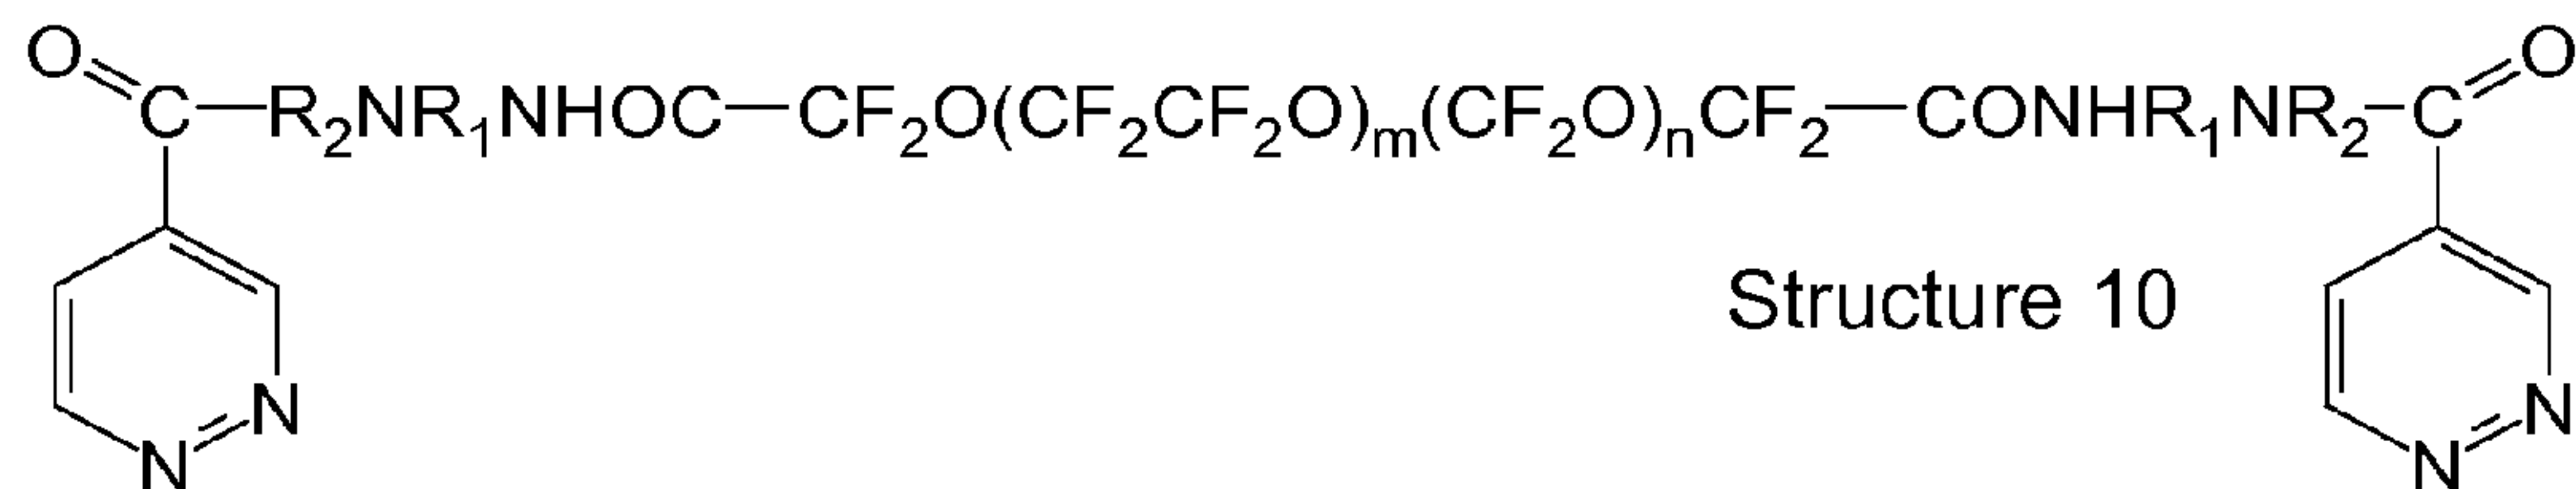 O O
C—R₂NR₁NHOC—CF₂O(CF₂CF₂O)ₘ(CF₂O)ₙCF₂—CONHR₁NR₂—C
Structure 10
N N
N N